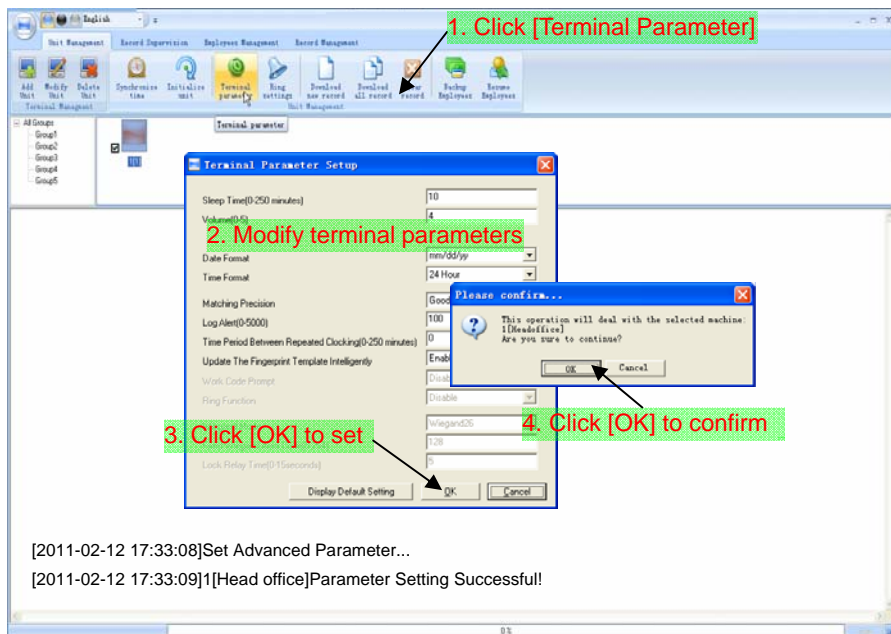 English
1. Click [Terminal Parameter]
Unit Management Record Supervision Employees Management Record Management
Add Unit
Modify Unit
Delete Unit
Synchronize time
Initialize unit
Terminal parameter
Ring settings
Download new record
Download all record
record
Backup Employees
Resume Employees
Terminal Management
Unit Management
All Groups
Group1
Group2
Group3
Group4
Group5
[1]
Terminal parameter
Terminal Parameter Setup
Sleep Time(0-250 minutes) 10
Volume(0-5) 4
2. Modify terminal parameters
Date Format mm/dd/yy
Time Format 24 Hour
Matching Precision Good
Log Alert(0-5000) 100
Time Period Between Repeated Clocking(0-250 minutes) 0
Update The Fingerprint Template Intelligently
Work Code Prompt
Ring Function Disable
Wiegand26
128
Lock Relay Time(0-15seconds) 5
3. Click [OK] to set
Display Default Setting OK Cancel
Please confirm...
This operation will deal with the selected machine:
1[Headoffice]
Are you sure to continue?
OK Cancel
4. Click [OK] to confirm
[2011-02-12 17:33:08]Set Advanced Parameter...
[2011-02-12 17:33:09]1[Head office]Parameter Setting Successful!
0%